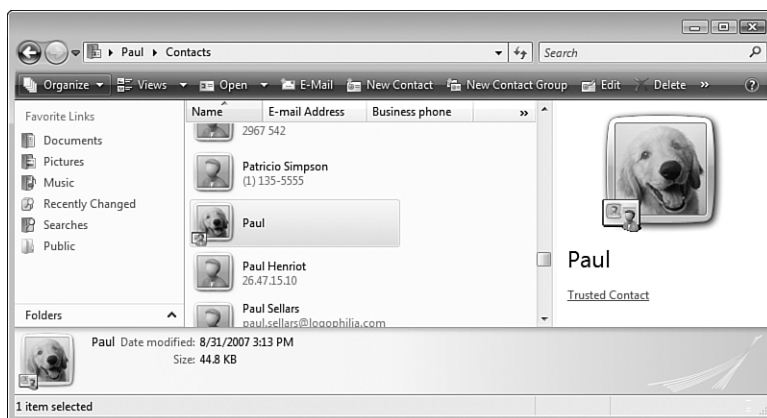 Paul Contacts Search
Organize Views Open E-Mail New Contact New Contact Group Edit Delete » ?
Favorite Links
Documents
Pictures
Music
Recently Changed
Searches
Public
Folders
Name E-mail Address Business phone »
2967 542
Patricio Simpson
(1) 135-5555
Paul
Paul Henriot
26.47.15.10
Paul Sellars
paul.sellars@logophilia.com
Paul
Trusted Contact
Paul Date modified: 8/31/2007 3:13 PM
Size: 44.8 KB
1 item selected